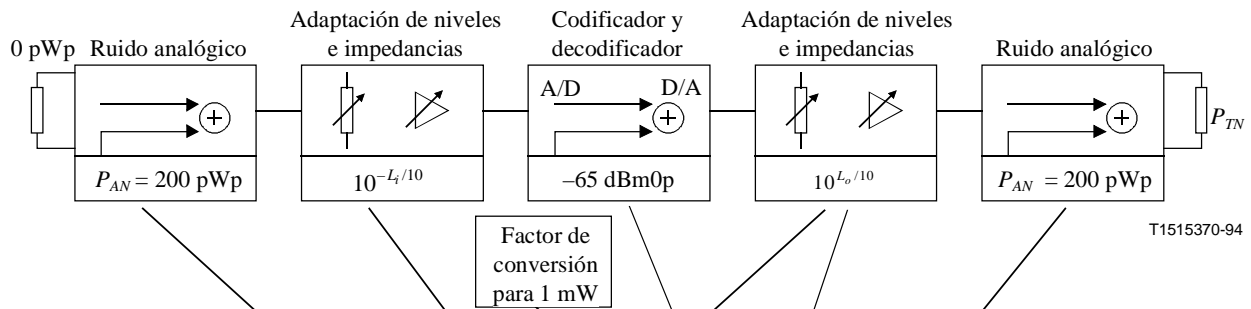 0 pWp
Ruido analógico
Adaptación de niveles
e impedancias
Codificador y
decodificador
Adaptación de niveles
e impedancias
Ruido analógico
A/D
D/A
P_TN
P_AN = 200 pWp
10^–L_i/10
–65 dBm0p
10^L_o/10
P_AN = 200 pWp
Factor de
conversión
para 1 mW
T1515370-94